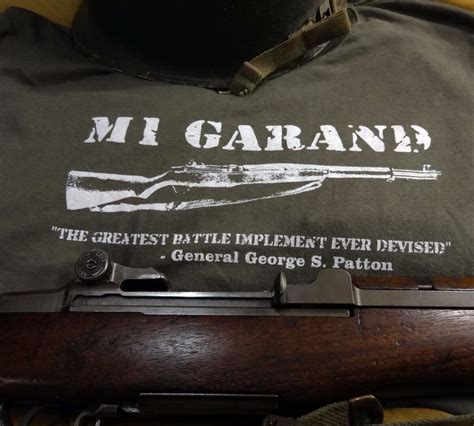 M1 GARAND
"THE GREATEST BATTLE IMPLEMENT EVER DEVISED"
- General George S. Patton